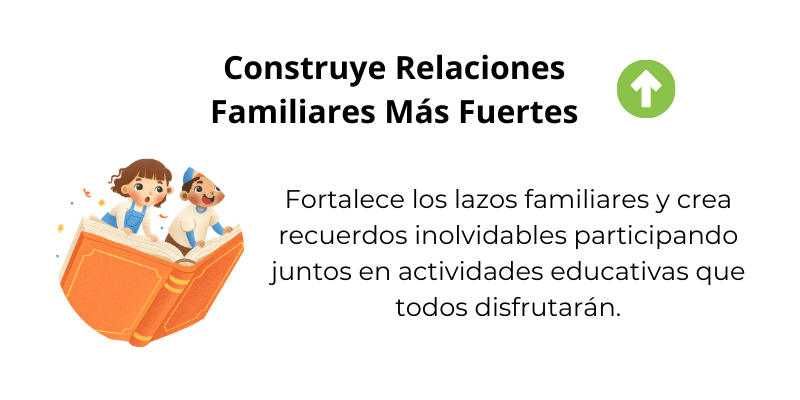 Construye Relaciones
Familiares Más Fuertes
Fortalece los lazos familiares y crea
recuerdos inolvidables participando
juntos en actividades educativas que
todos disfrutarán.